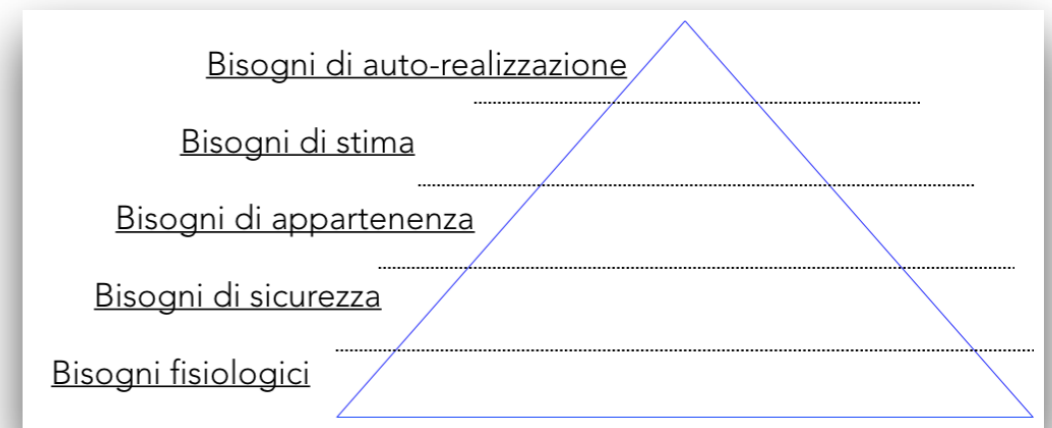 Bisogni di auto-realizzazione
Bisogni di stima
Bisogni di appartenenza
Bisogni di sicurezza
Bisogni fisiologici